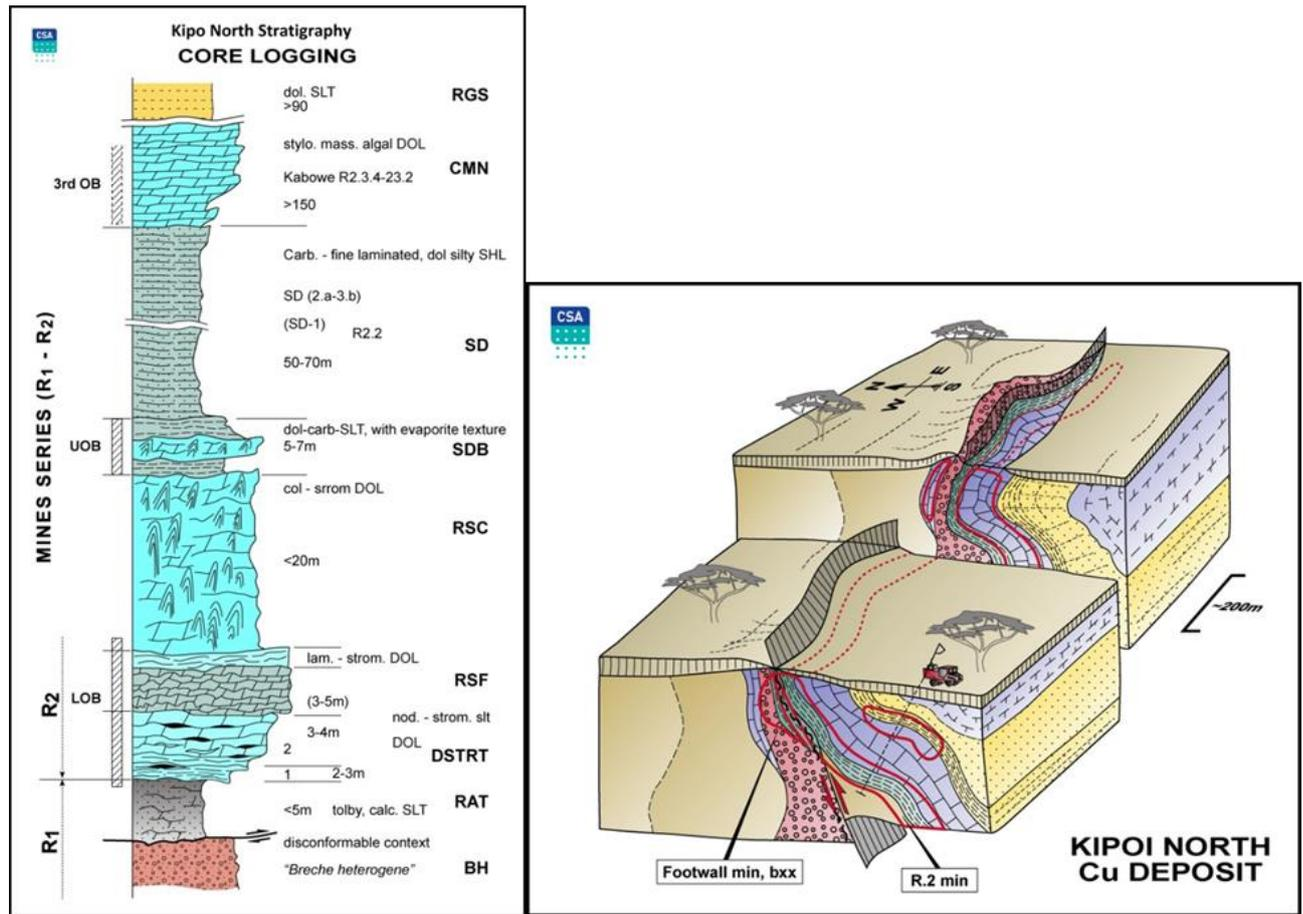 CSA
Kipo North Stratigraphy
CORE LOGGING
MINES SERIES (R1 - R2)
dol. SLT
>90
RGS
stylo. mass. algal DOL
CMN
3rd OB
Kabowe R2.3.4-23.2
>150
Carb. - fine laminated, dol silty SHL
SD (2.a-3.b)
(SD-1)
R2.2
SD
50-70m
UOB
dol-carb-SLT, with evaporite texture
5-7m
SDB
col - srrom DOL
RSC
<20m
lam. - strom. DOL
RSF
R2
LOB
(3-5m)
nod. - strom. slt
3-4m
DOL
2
DSTRT
1
2-3m
R1
<5m
tolby, calc. SLT
RAT
disconformable context
"Breche heterogene"
BH
CSA
N
E
W
S
~200m
Footwall min, bxx
R.2 min
KIPOI NORTH
Cu DEPOSIT